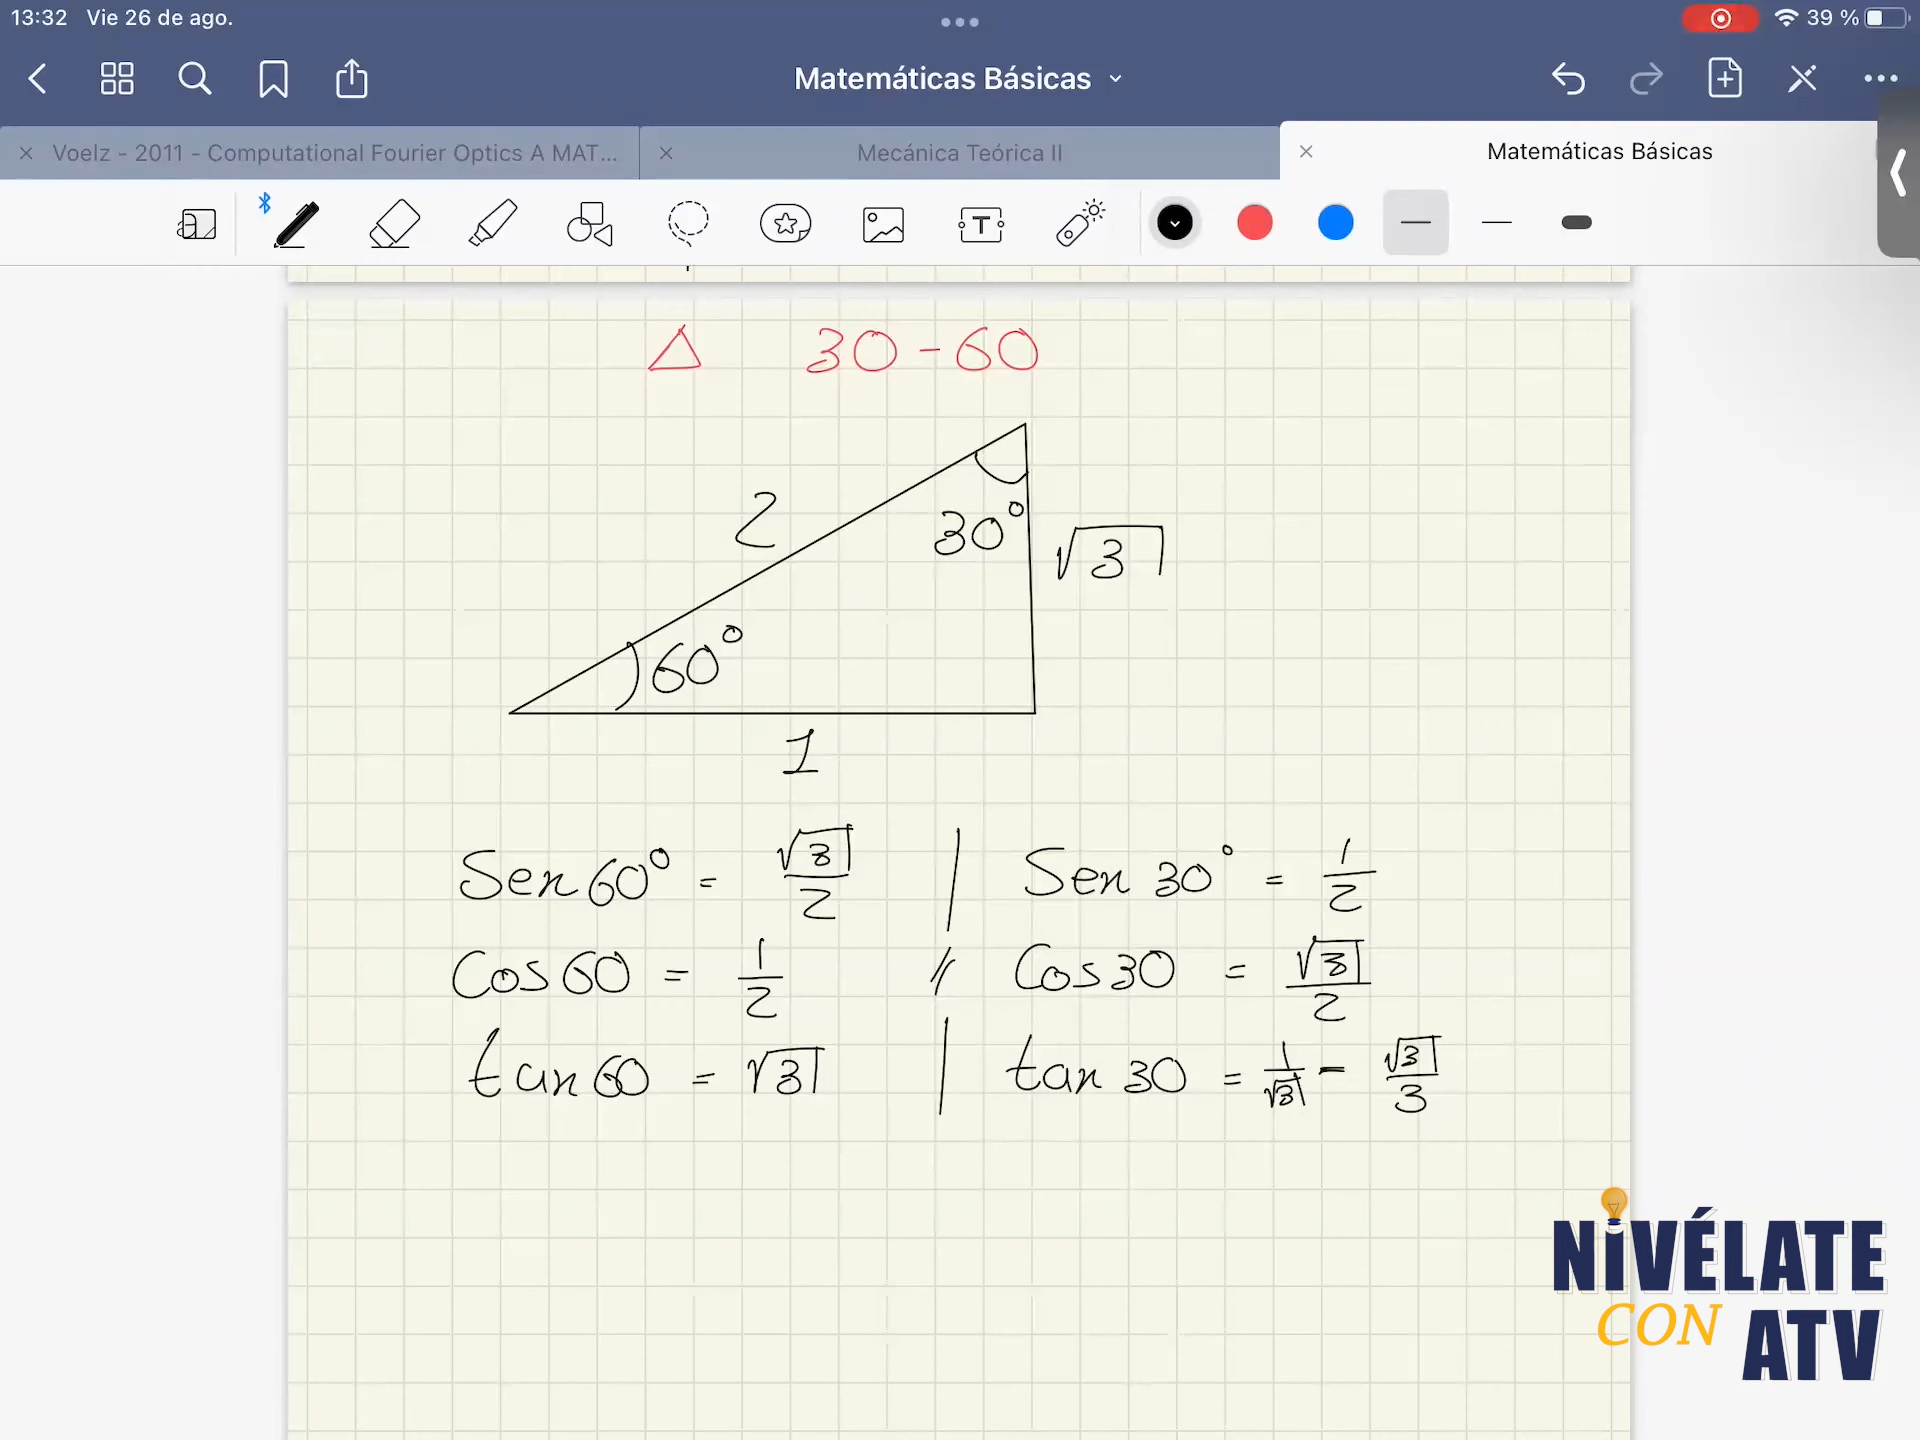 13:32 Vie 26 de ago. 39 %
Matemáticas Básicas
Voelz - 2011 - Computational Fourier Optics A MAT... Mecánica Teórica II Matemáticas Básicas
△ 30-60
2
30°
√3
60°
1
Sen 60° = √3/2 | Sen 30° = 1/2
Cos 60 = 1/2 // Cos 30 = √3/2
tan 60 = √3 | tan 30 = 1/√3 - √3/3
NIVÉLATE
CON
ATV